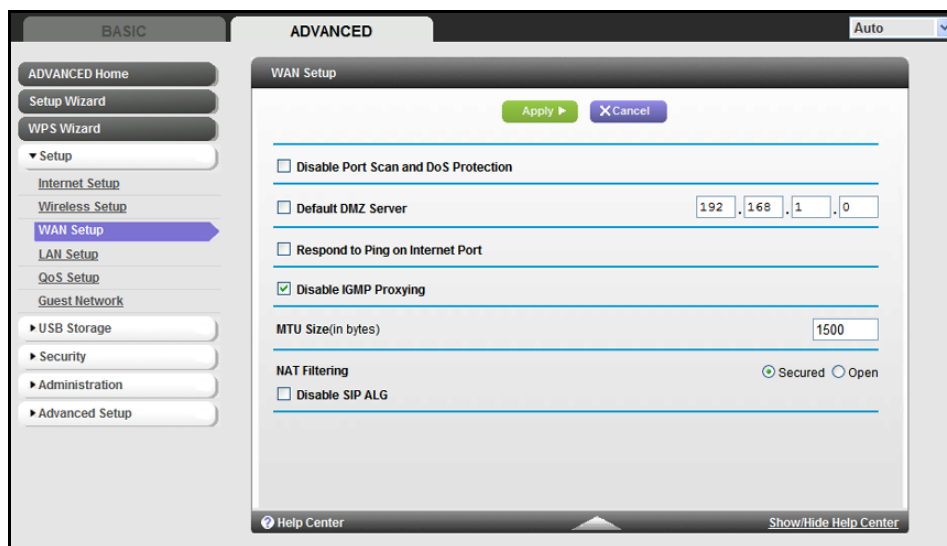 BASIC
ADVANCED
Auto
ADVANCED Home
Setup Wizard
WPS Wizard
Setup
Internet Setup
Wireless Setup
WAN Setup
LAN Setup
QoS Setup
Guest Network
USB Storage
Security
Administration
Advanced Setup
WAN Setup
Apply
Cancel
Disable Port Scan and DoS Protection
Default DMZ Server 192 . 168 . 1 . 0
Respond to Ping on Internet Port
Disable IGMP Proxying
MTU Size(in bytes) 1500
NAT Filtering Secured Open
Disable SIP ALG
Help Center Show/Hide Help Center